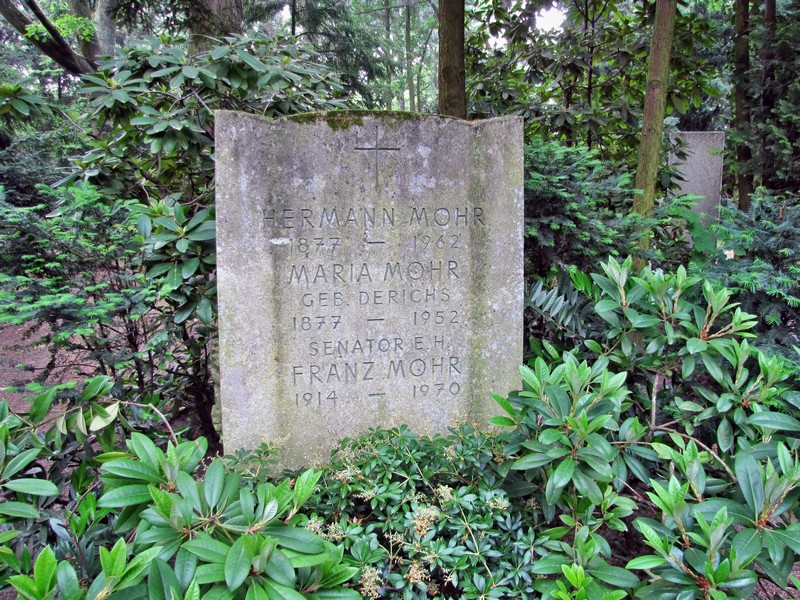 HERMANN MOHR
1877 — 1962
MARIA MOHR
GEB. DERICHS
1877 — 1952
SENATOR E. H.
FRANZ MOHR
1914 — 1970